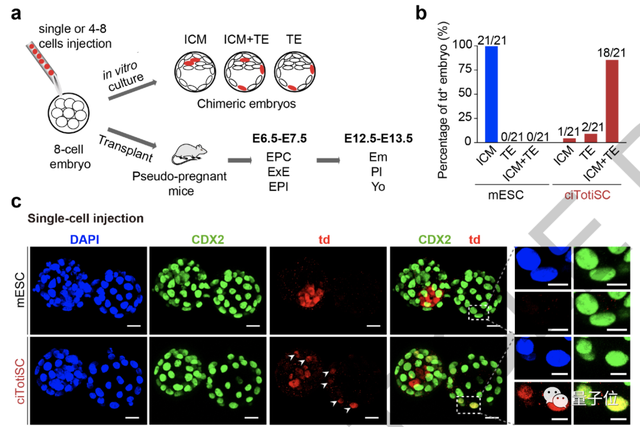 a
single or 4-8
cells injection
in vitro
culture
Transplant
8-cell
embryo
ICM ICM+TE TE
Chimeric embryos
Pseudo-pregnant
mice
E6.5-E7.5
EPC
ExE
EPI
E12.5-E13.5
Em
Pl
Yo
b
Percentage of td+ embryo (%)
100
75
50
25
0
21/21
0/21
0/21
1/21
2/21
18/21
ICM
TE
ICM+TE
ICM
TE
ICM+TE
mESC
ciTotiSC
c
Single-cell injection
DAPI CDX2 td CDX2 td
mESC
ciTotiSC
量子位